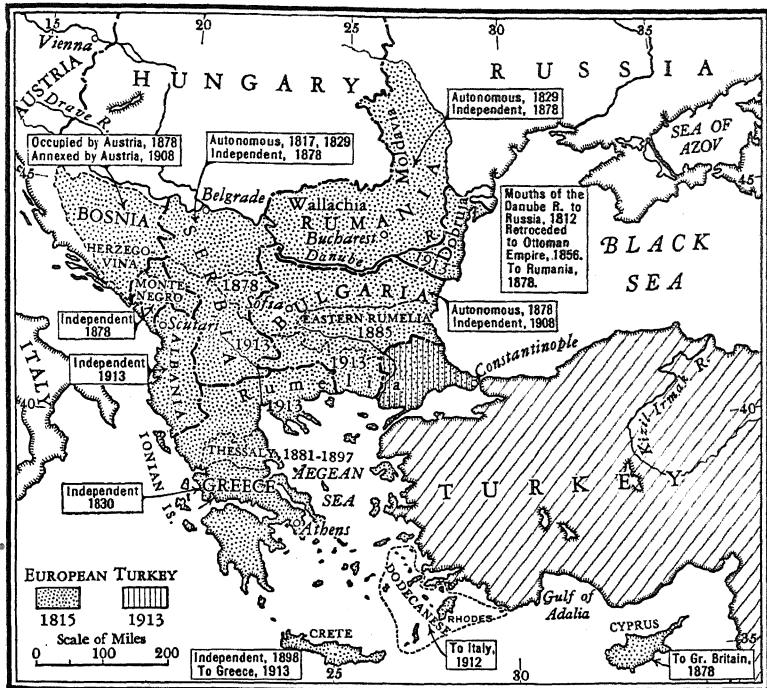 15
20
25
30
35
Vienna
AUSTRIA
Drave R.
HUNGARY
RUSSIA
Autonomous, 1829
Independent, 1878
SEA OF
AZOV
Occupied by Austria, 1878
Annexed by Austria, 1908
Autonomous, 1817, 1829
Independent, 1878
Moldavia
45
45
Belgrade
BOSNIA
Wallachia
RUMANIA
Bucharest
Danube R.
Dobruja
1913
Mouths of the
Danube R. to
Russia, 1812
Retroceded
to Ottoman
Empire, 1856.
To Rumania,
1878.
BLACK
SEA
HERZEGO-
VINA
MONTE-
NEGRO
SERBIA
1878
Sofia
BULGARIA
EASTERN RUMELIA
1885
Autonomous, 1878
Independent, 1908
Independent
1878
Scutari
ITALY
Independent
1913
ALBANIA
1913
1913
Rumelia
1913
Constantinople
Kizil-Irmak R.
40
40
IONIAN
IS.
THESSALY, 1881-1897
AEGEAN
SEA
TURKEY
Independent
1830
GREECE
Athens
EUROPEAN TURKEY
1815
1913
Scale of Miles
0 100 200
DODECANESE
RHODES
Gulf of
Adalia
CRETE
Independent, 1898
To Greece, 1913
To Italy,
1912
CYPRUS
To Gr. Britain,
1878
35
25
30